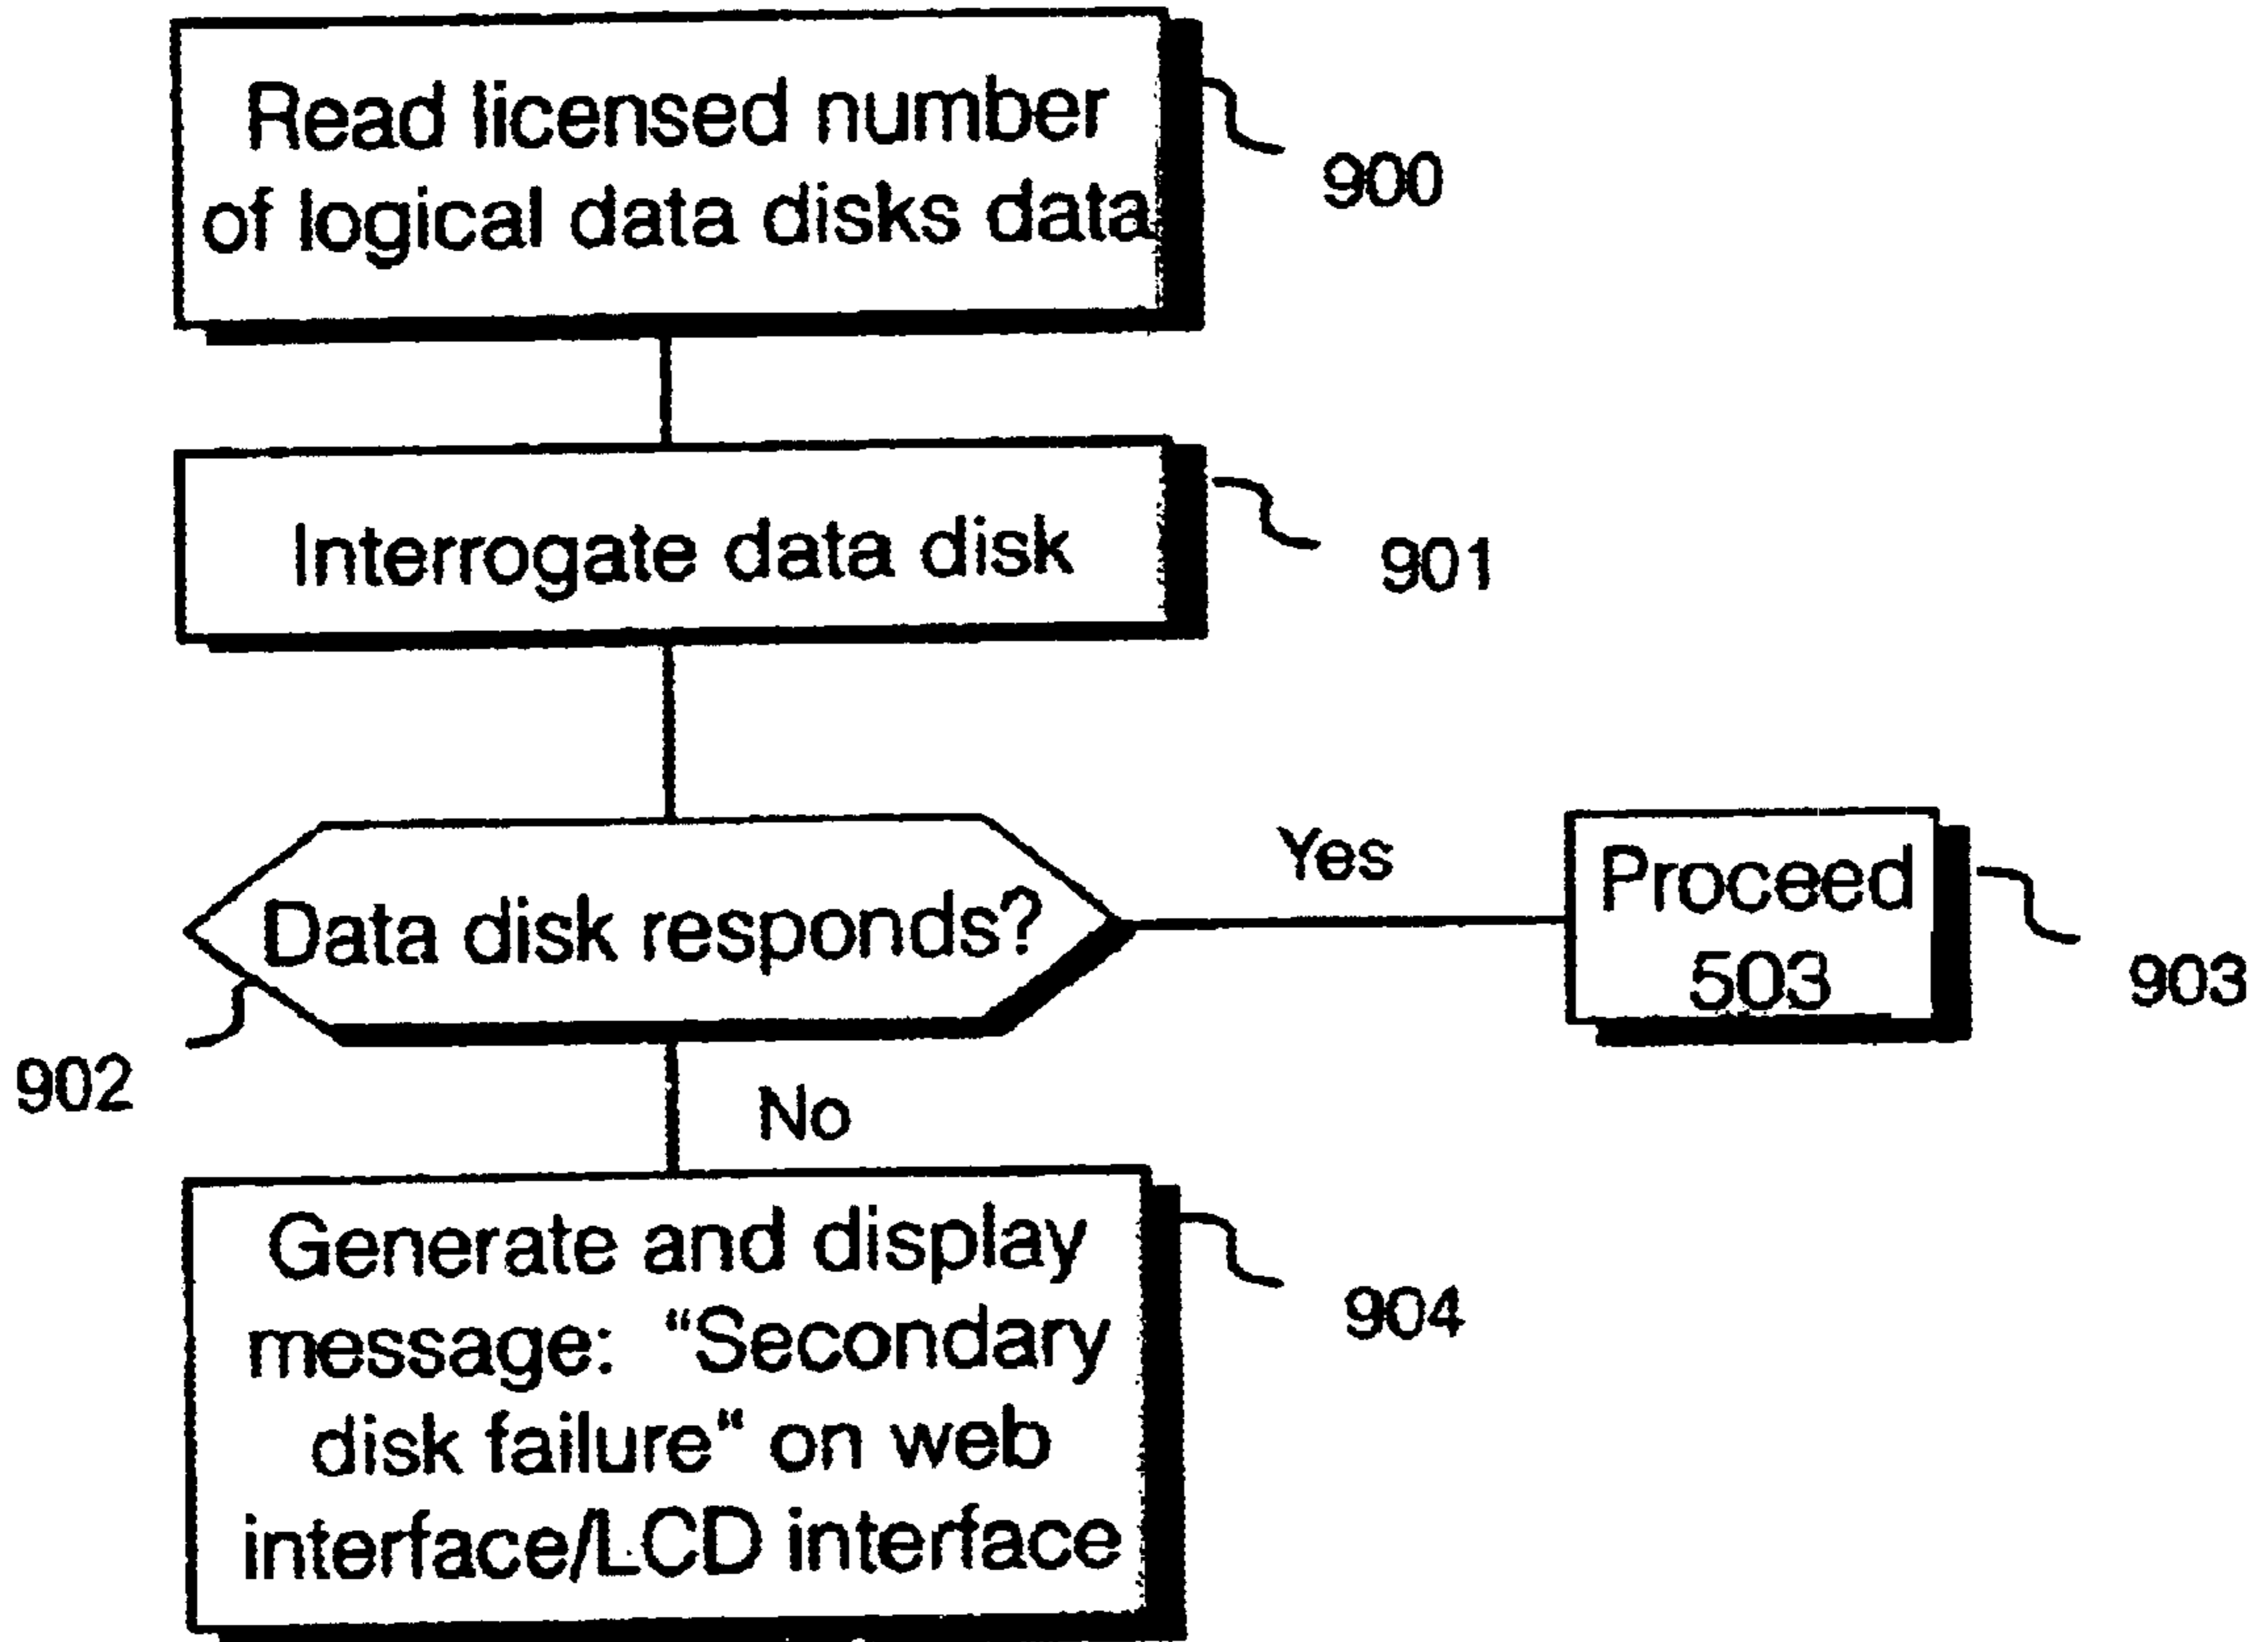 Read licensed number
of logical data disks data
900
Interrogate data disk
901
Data disk responds?
Yes
Proceed
503
903
902
No
Generate and display
message: "Secondary
disk failure" on web
interface/LCD interface
904